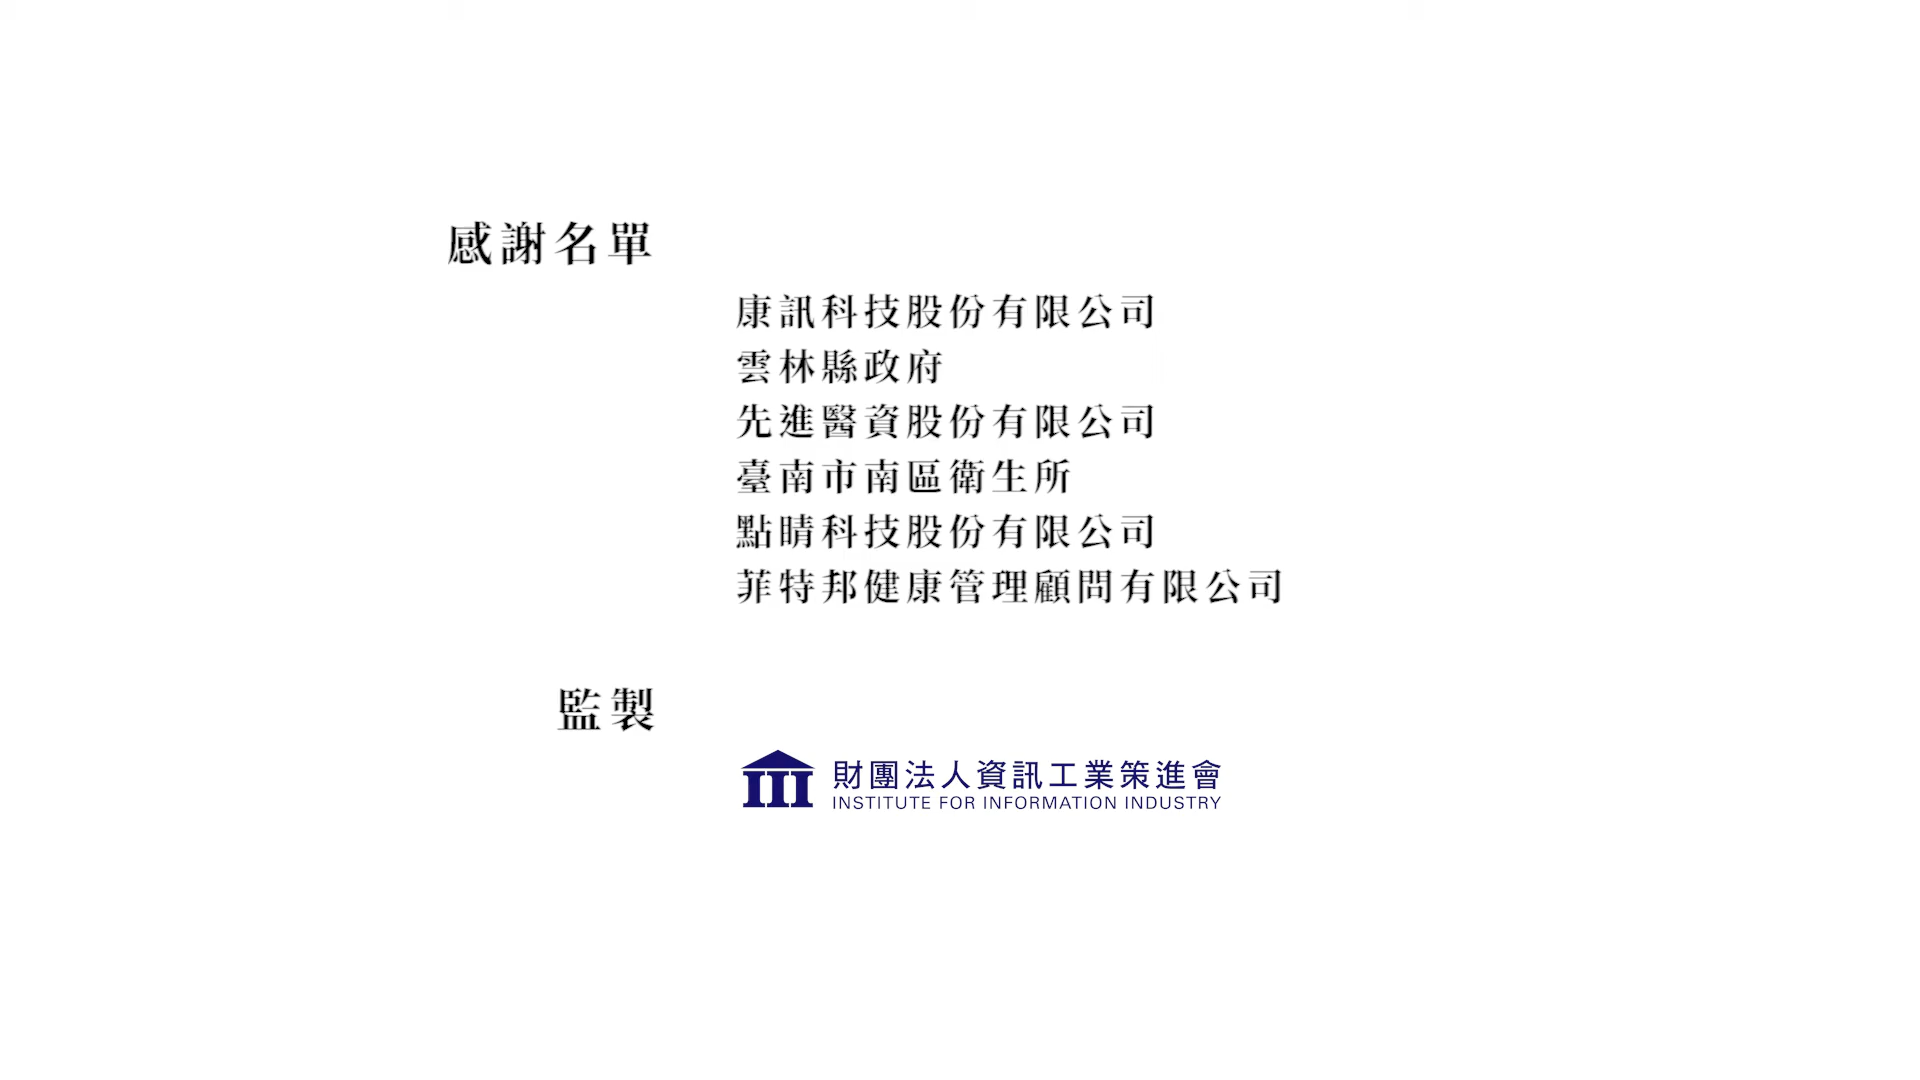 感謝名單
康訊科技股份有限公司
雲林縣政府
先進醫資股份有限公司
臺南市南區衛生所
點睛科技股份有限公司
菲特邦健康管理顧問有限公司
監製
財團法人資訊工業策進會
INSTITUTE FOR INFORMATION INDUSTRY